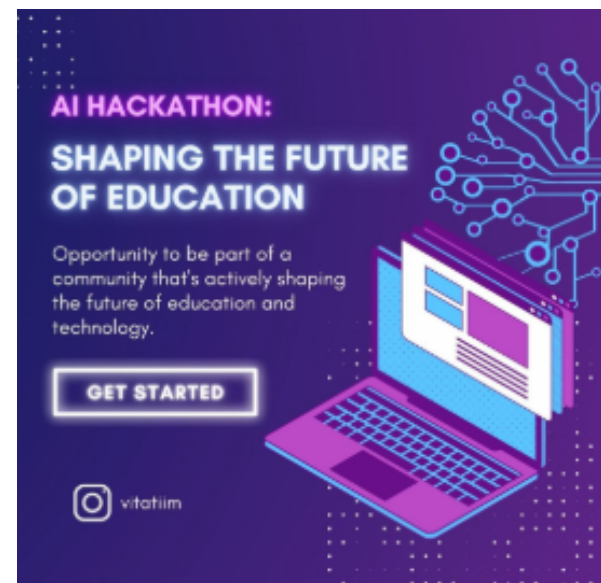 AI HACKATHON:
SHAPING THE FUTURE
OF EDUCATION
Opportunity to be part of a
community that's actively shaping
the future of education and
technology.
GET STARTED
vitatiim